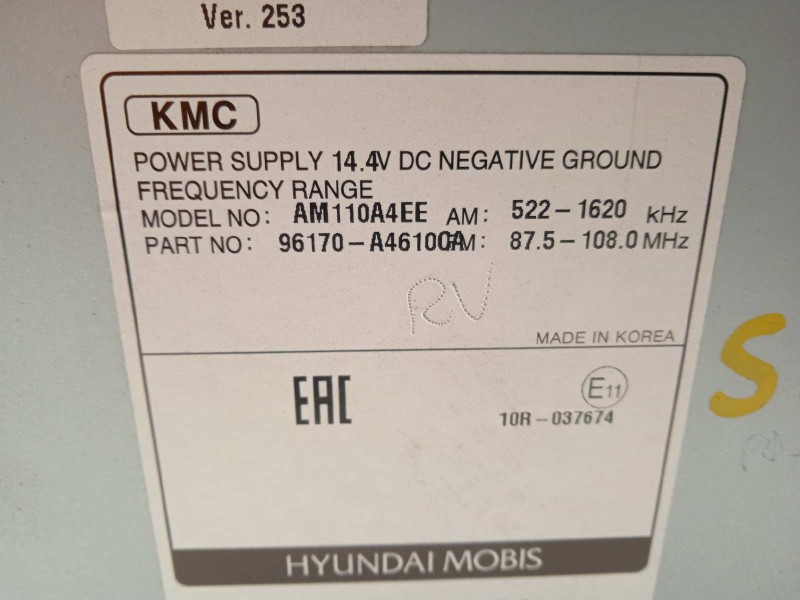 Ver. 253
KMC
POWER SUPPLY 14.4V DC NEGATIVE GROUND
FREQUENCY RANGE
MODEL NO: AM110A4EE AM: 522-1620 kHz
PART NO: 96170-A4610CA FM: 87.5-108.0 MHz
RV
MADE IN KOREA
EAC
E11
10R-037674
S
HYUNDAI MOBIS